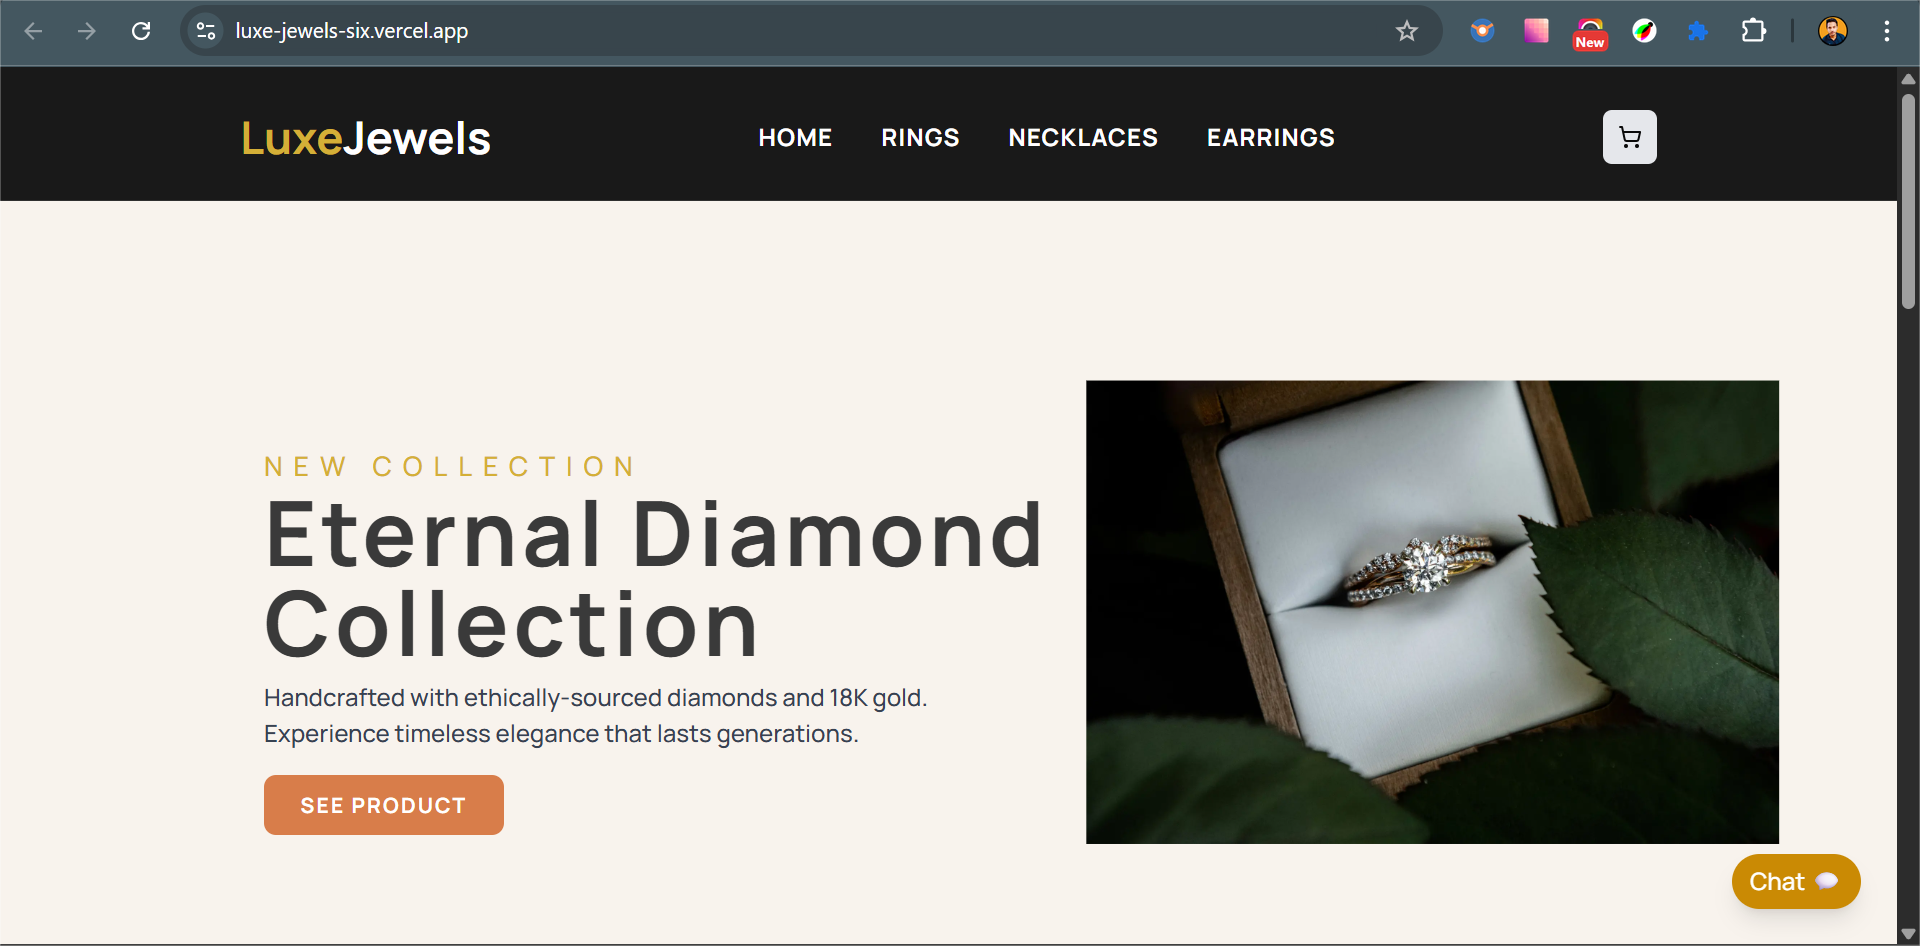 luxe-jewels-six.vercel.app
New
LuxeJewels
HOME
RINGS
NECKLACES
EARRINGS
NEW COLLECTION
Eternal Diamond
Collection
Handcrafted with ethically-sourced diamonds and 18K gold.
Experience timeless elegance that lasts generations.
SEE PRODUCT
Chat